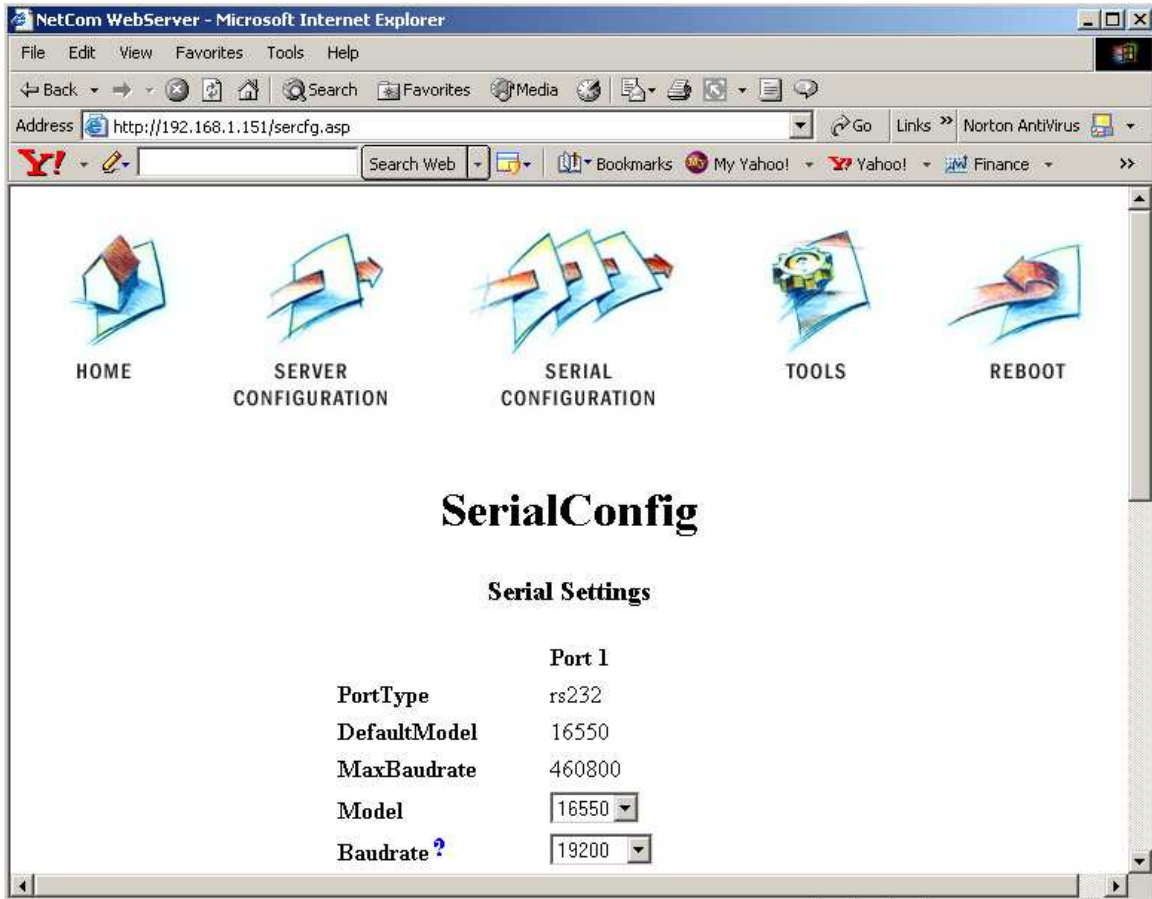 NetCom WebServer - Microsoft Internet Explorer
File Edit View Favorites Tools Help
Back Search Favorites Media
Address http://192.168.1.151/sercfg.asp Go Links » Norton AntiVirus
Y! Search Web Bookmarks My Yahoo! Y! Yahoo! Finance »
HOME
SERVER CONFIGURATION
SERIAL CONFIGURATION
TOOLS
REBOOT
SerialConfig
Serial Settings
Port 1
PortType rs232
DefaultModel 16550
MaxBaudrate 460800
Model 16550
Baudrate ? 19200